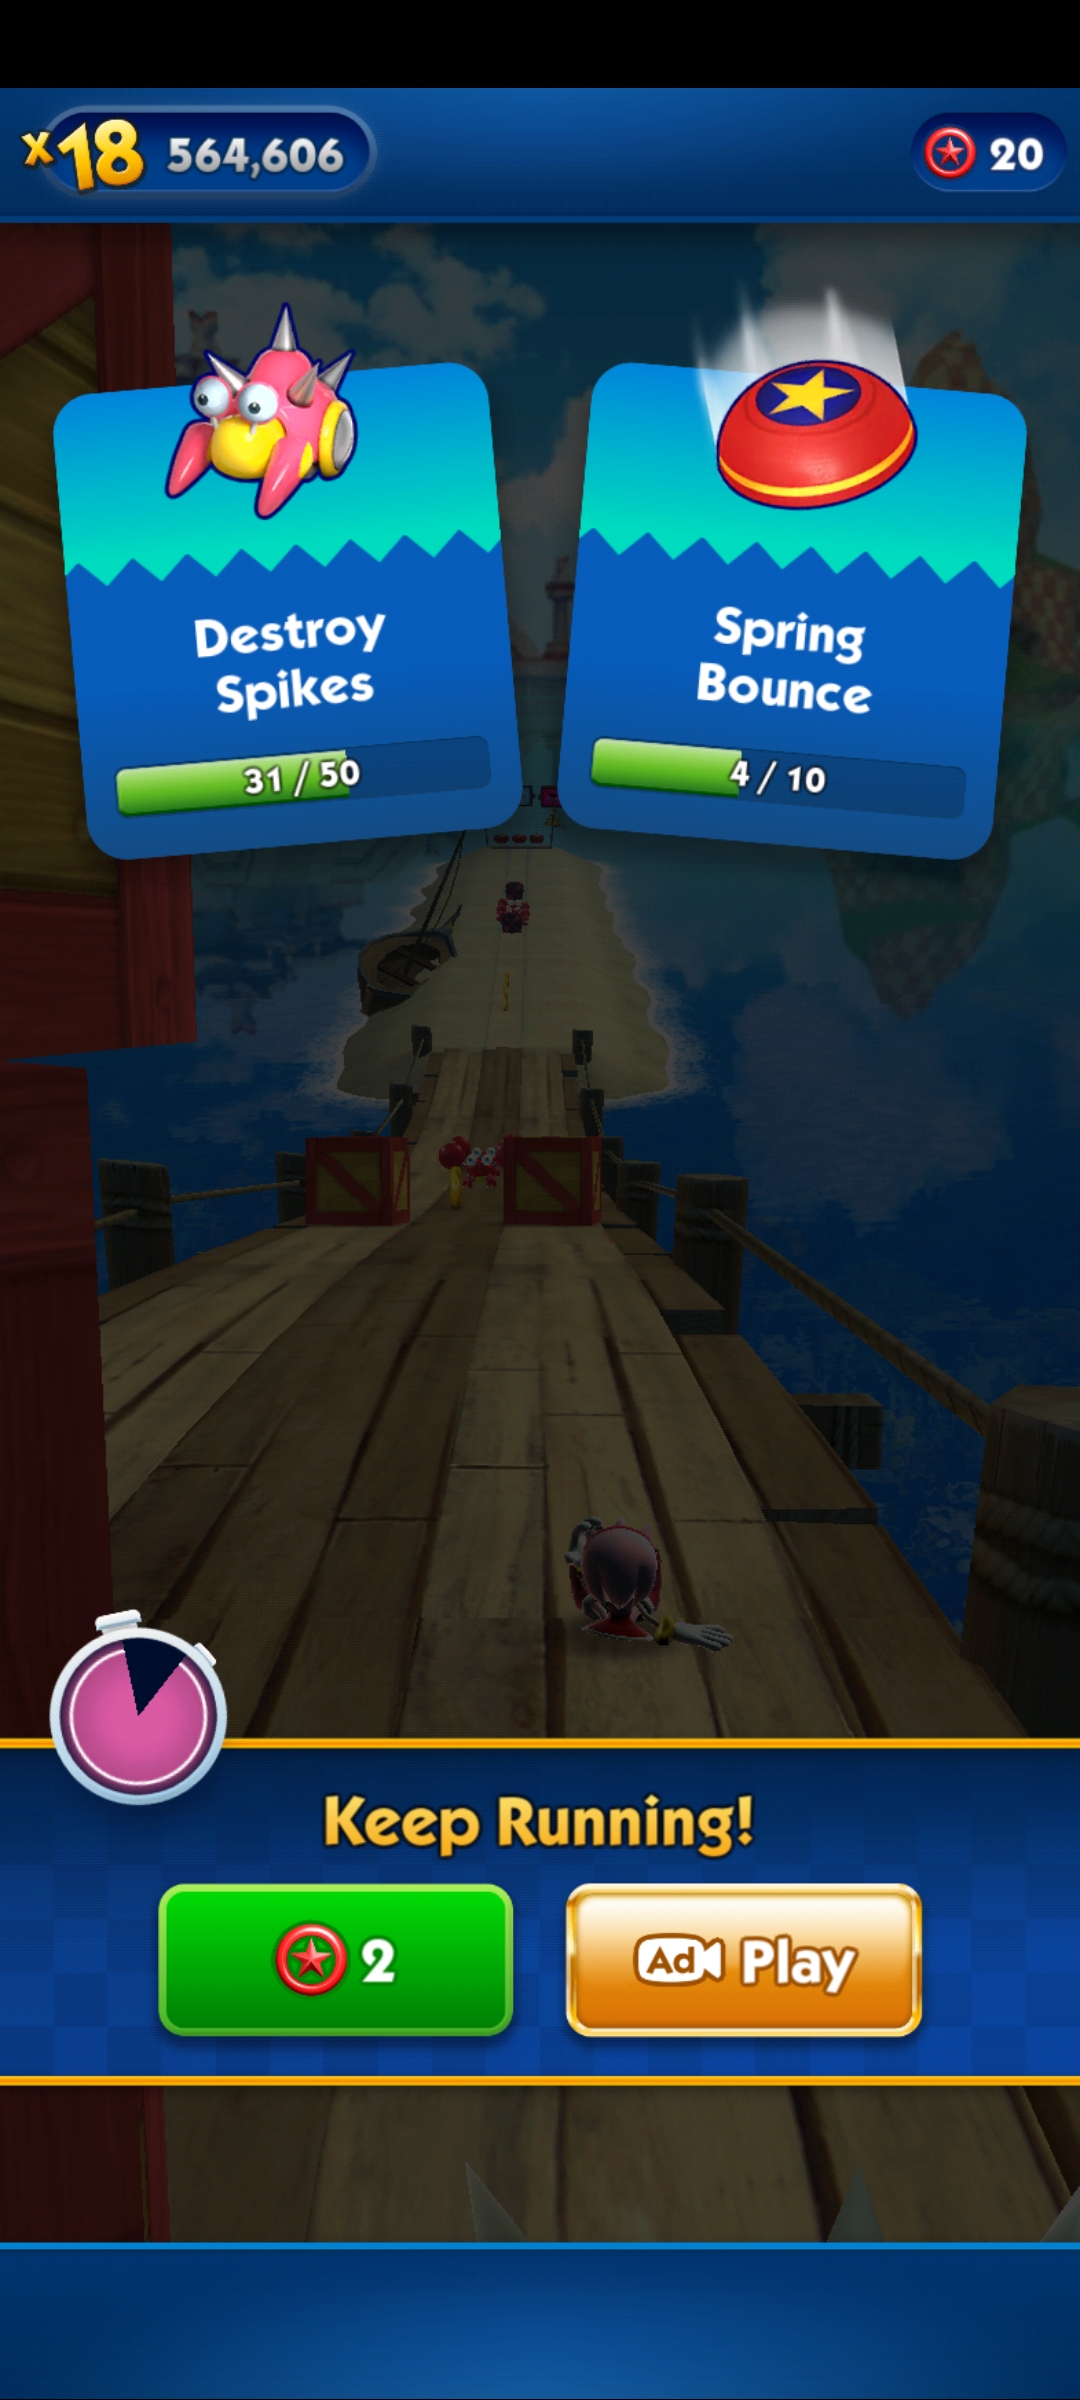 x18 564,606
20
Destroy
Spikes
31 / 50
Spring
Bounce
4 / 10
Keep Running!
2
Ad Play